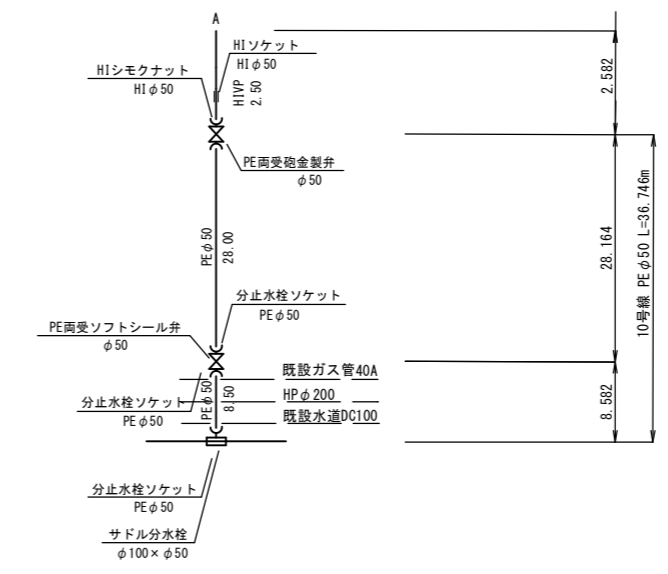 A
HIソケット
HIφ50
HIシモクナット
HIφ50
HIVP
2.50
2.582
PE両受砲金製弁
φ50
PEφ50
28.00
28.164
10号線 PEφ50 L=36.746m
分止水栓ソケット
PEφ50
PE両受ソフトシール弁
φ50
既設ガス管40A
HPφ200
既設水道DC100
PEφ50
8.50
8.582
分止水栓ソケット
PEφ50
分止水栓ソケット
PEφ50
サドル分水栓
φ100×φ50